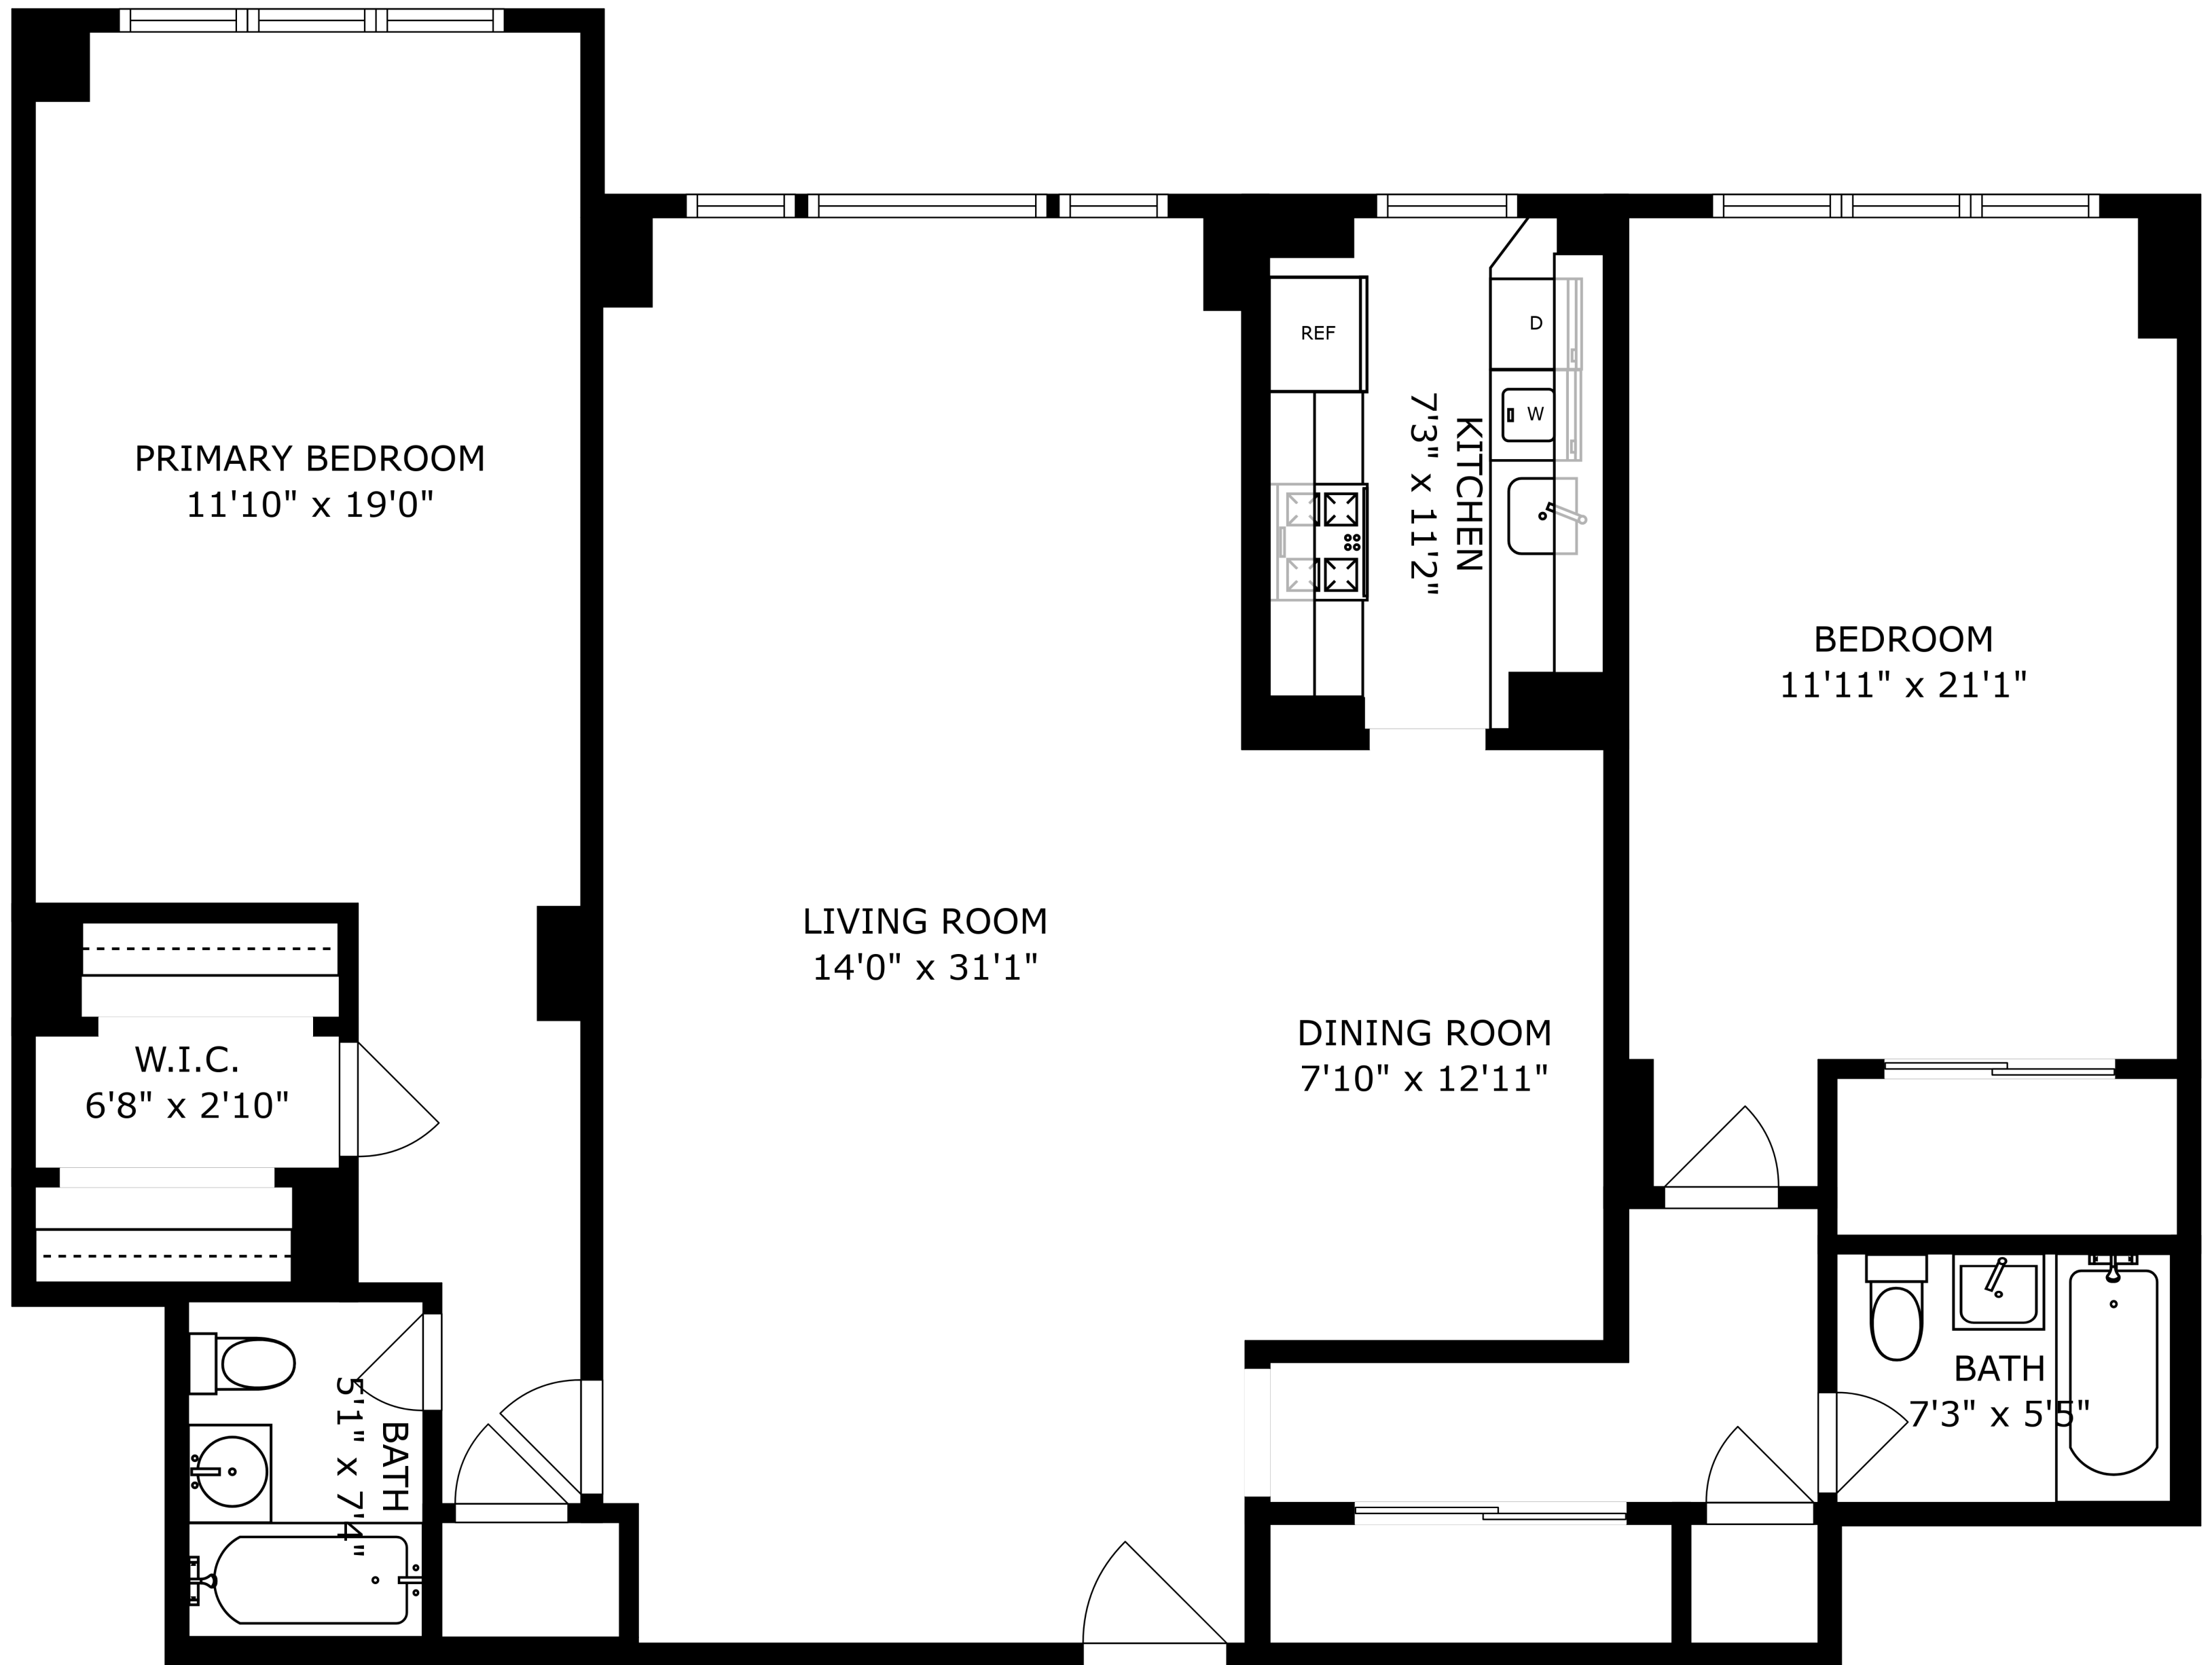 PRIMARY BEDROOM
11'10" x 19'0"
REF
D
W
KITCHEN
7'3" x 11'2"
BEDROOM
11'11" x 21'1"
LIVING ROOM
14'0" x 31'1"
DINING ROOM
7'10" x 12'11"
W.I.C.
6'8" x 2'10"
BATH
5'1" x 7'4"
BATH
7'3" x 5'5"